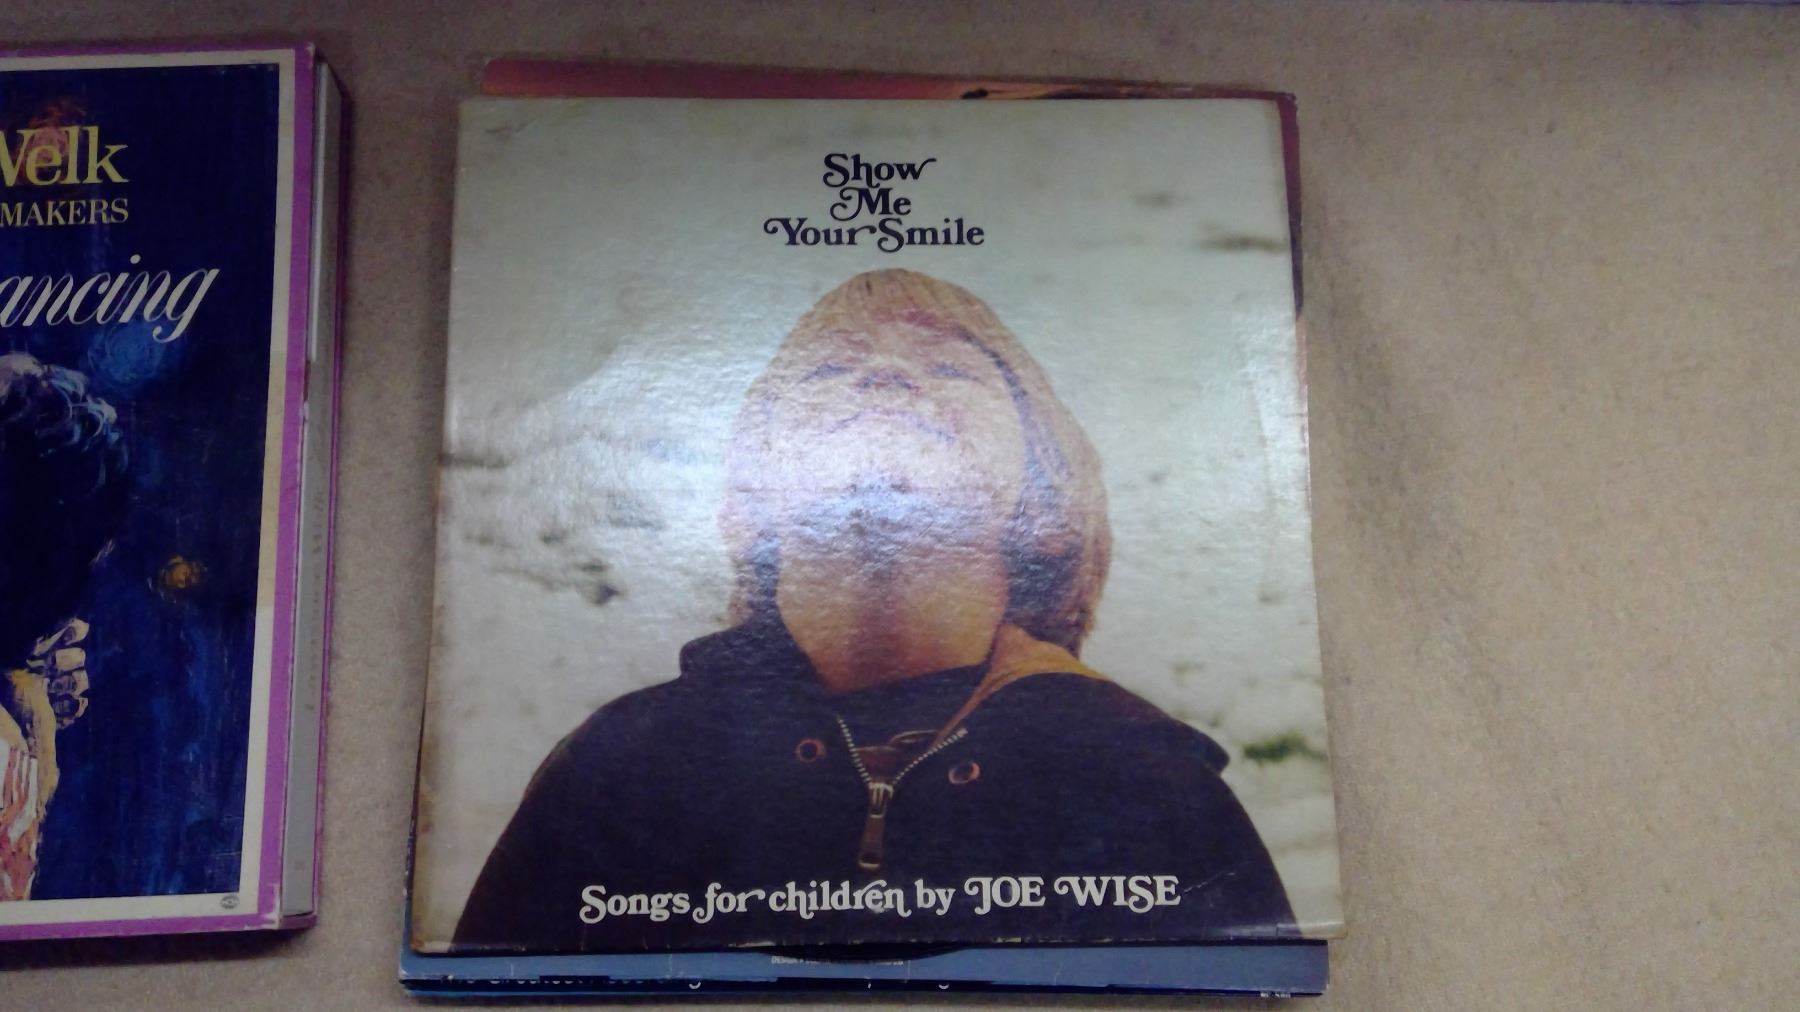 Welk
MAKERS
ancing
Show
Me
Your Smile
Songs for children by JOE WISE